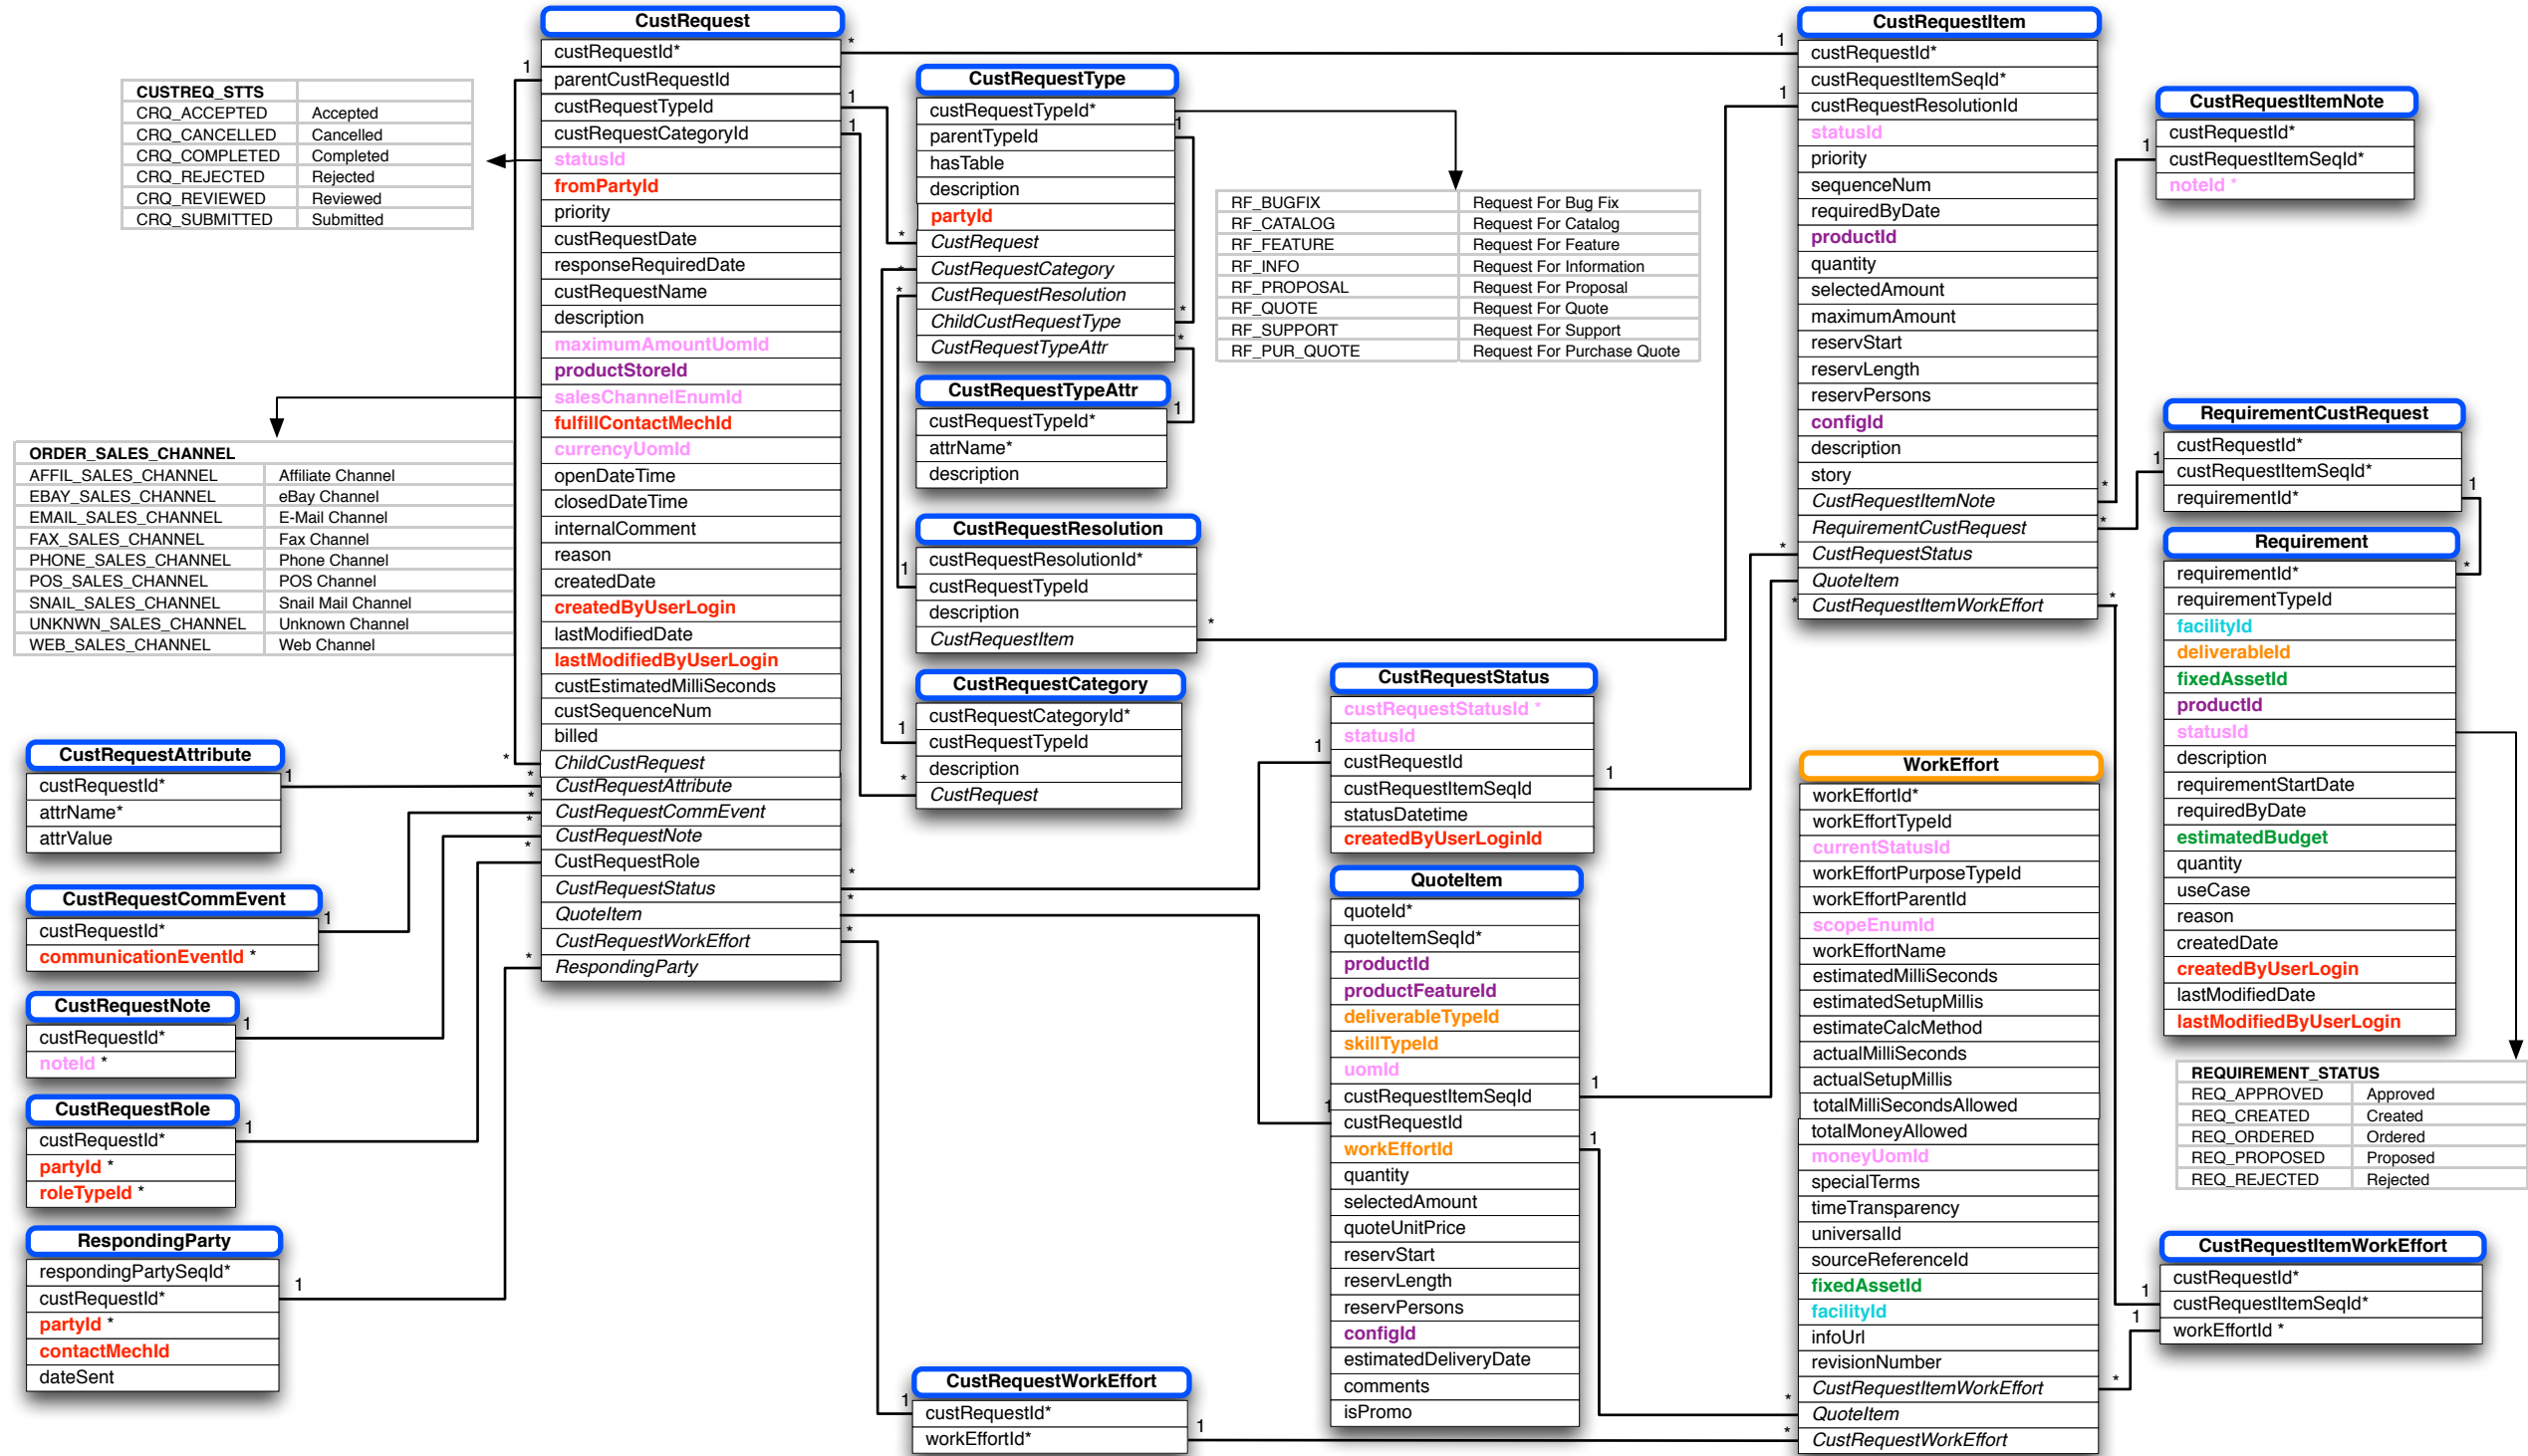 CustRequest
custRequestId*
parentCustRequestId
custRequestTypeId
custRequestCategoryId
statusId
fromPartyId
priority
custRequestDate
responseRequiredDate
custRequestName
description
maximumAmountUomId
productStoreId
salesChannelEnumId
fulfillContactMechId
currencyUomId
openDateTime
closedDateTime
internalComment
reason
createdDate
createdByUserLogin
lastModifiedDate
lastModifiedByUserLogin
custEstimatedMilliSeconds
custSequenceNum
billed
ChildCustRequest
CustRequestAttribute
CustRequestCommEvent
CustRequestNote
CustRequestRole
CustRequestStatus
QuoteItem
CustRequestWorkEffort
RespondingParty
CUSTREQ_STTS
CRQ_ACCEPTED Accepted
CRQ_CANCELLED Cancelled
CRQ_COMPLETED Completed
CRQ_REJECTED Rejected
CRQ_REVIEWED Reviewed
CRQ_SUBMITTED Submitted
ORDER_SALES_CHANNEL
AFFIL_SALES_CHANNEL Affiliate Channel
EBAY_SALES_CHANNEL eBay Channel
EMAIL_SALES_CHANNEL E-Mail Channel
FAX_SALES_CHANNEL Fax Channel
PHONE_SALES_CHANNEL Phone Channel
POS_SALES_CHANNEL POS Channel
SNAIL_SALES_CHANNEL Snail Mail Channel
UNKNWN_SALES_CHANNEL Unknown Channel
WEB_SALES_CHANNEL Web Channel
CustRequestAttribute
custRequestId*
attrName*
attrValue
CustRequestCommEvent
custRequestId*
communicationEventId *
CustRequestNote
custRequestId*
noteId *
CustRequestRole
custRequestId*
partyId *
roleTypeId *
RespondingParty
respondingPartySeqId*
custRequestId*
partyId *
contactMechId
dateSent
CustRequestType
custRequestTypeId*
parentTypeId
hasTable
description
partyId
CustRequest
CustRequestCategory
CustRequestResolution
ChildCustRequestType
CustRequestTypeAttr
CustRequestTypeAttr
custRequestTypeId*
attrName*
description
CustRequestResolution
custRequestResolutionId*
custRequestTypeId
description
CustRequestItem
CustRequestCategory
custRequestCategoryId*
custRequestTypeId
description
CustRequest
RF_BUGFIX Request For Bug Fix
RF_CATALOG Request For Catalog
RF_FEATURE Request For Feature
RF_INFO Request For Information
RF_PROPOSAL Request For Proposal
RF_QUOTE Request For Quote
RF_SUPPORT Request For Support
RF_PUR_QUOTE Request For Purchase Quote
CustRequestStatus
custRequestStatusId *
statusId
custRequestId
custRequestItemSeqId
statusDatetime
createdByUserLoginId
QuoteItem
quoteId*
quoteItemSeqId*
productId
productFeatureId
deliverableTypeId
skillTypeId
uomId
custRequestItemSeqId
custRequestId
workEffortId
quantity
selectedAmount
quoteUnitPrice
reservStart
reservLength
reservPersons
configId
estimatedDeliveryDate
comments
isPromo
CustRequestWorkEffort
custRequestId*
workEffortId*
CustRequestItem
custRequestId*
custRequestItemSeqId*
custRequestResolutionId
statusId
priority
sequenceNum
requiredByDate
productId
quantity
selectedAmount
maximumAmount
reservStart
reservLength
reservPersons
configId
description
story
CustRequestItemNote
RequirementCustRequest
CustRequestStatus
QuoteItem
CustRequestItemWorkEffort
WorkEffort
workEffortId*
workEffortTypeId
currentStatusId
workEffortPurposeTypeId
workEffortParentId
scopeEnumId
workEffortName
estimatedMilliSeconds
estimatedSetupMillis
estimateCalcMethod
actualMilliSeconds
actualSetupMillis
totalMilliSecondsAllowed
totalMoneyAllowed
moneyUomId
specialTerms
timeTransparency
universalId
sourceReferenceId
fixedAssetId
facilityId
infoUrl
revisionNumber
CustRequestItemWorkEffort
QuoteItem
CustRequestWorkEffort
CustRequestItemNote
custRequestId*
custRequestItemSeqId*
noteId *
RequirementCustRequest
custRequestId*
custRequestItemSeqId*
requirementId*
Requirement
requirementId*
requirementTypeId
facilityId
deliverableId
fixedAssetId
productId
statusId
description
requirementStartDate
requiredByDate
estimatedBudget
quantity
useCase
reason
createdDate
createdByUserLogin
lastModifiedDate
lastModifiedByUserLogin
REQUIREMENT_STATUS
REQ_APPROVED Approved
REQ_CREATED Created
REQ_ORDERED Ordered
REQ_PROPOSED Proposed
REQ_REJECTED Rejected
CustRequestItemWorkEffort
custRequestId*
custRequestItemSeqId*
workEffortId *